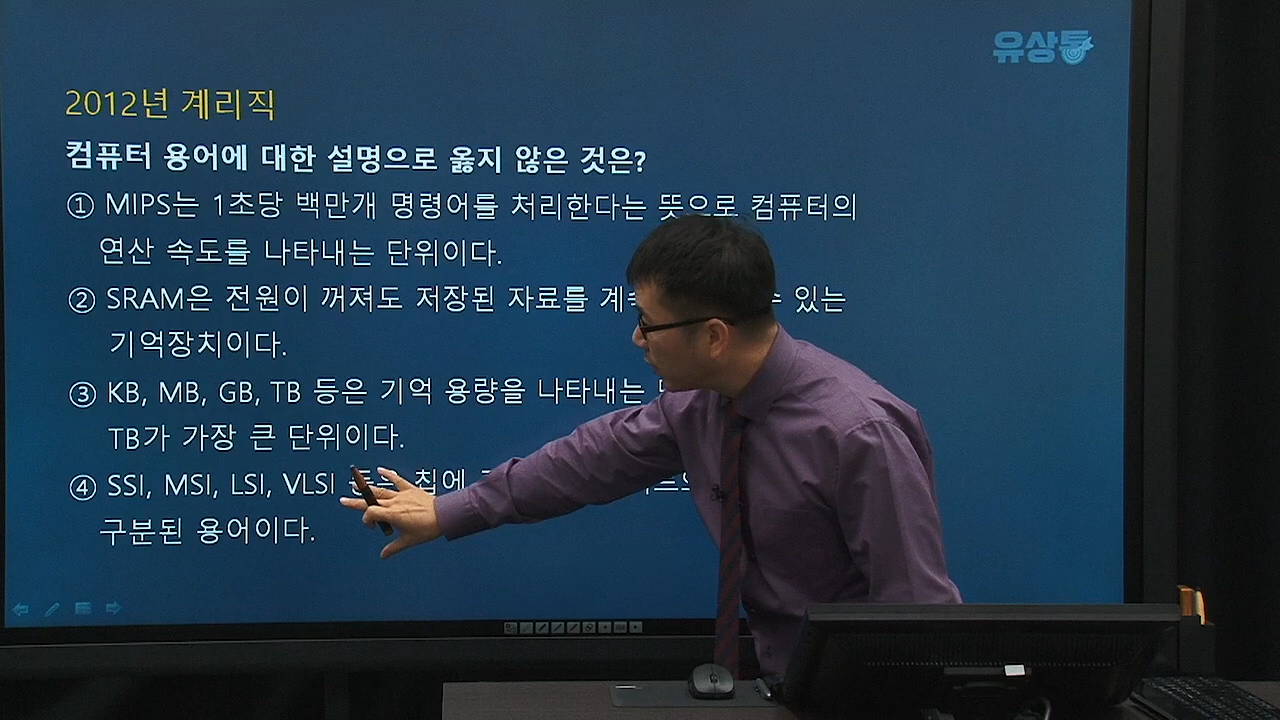 유상통
2012년 계리직
컴퓨터 용어에 대한 설명으로 옳지 않은 것은?
① MIPS는 1초당 백만개 명령어를 처리한다는 뜻으로 컴퓨터의
연산 속도를 나타내는 단위이다.
② SRAM은 전원이 꺼져도 저장된 자료를 있는
기억장치이다.
③ KB, MB, GB, TB 등은 기억 용량을 나타내는
TB가 가장 큰 단위이다.
④ SSI, MSI, LSI, VLSI 칩에
구분된 용어이다.